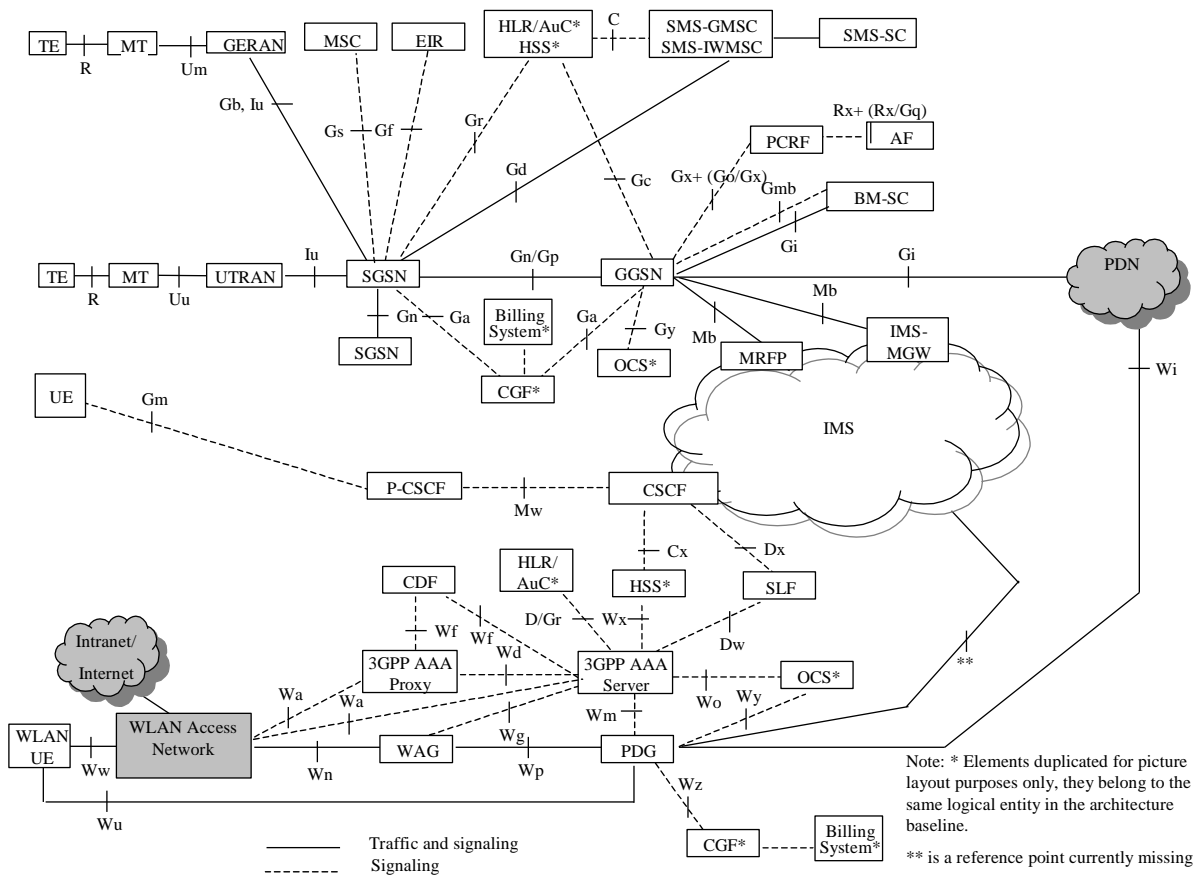 HLR/AuC*
HSS*
C
SMS-GMSC
SMS-IWMSC
SMS-SC
TE
R
MT
Um
GERAN
MSC
EIR
Gb, Iu
Gs
Gf
Gr
Gd
Gc
Rx+ (Rx/Gq)
PCRF
AF
Gx+ (Go/Gx)
Gmb
BM-SC
Gi
TE
R
MT
Uu
UTRAN
Iu
SGSN
Gn/Gp
GGSN
Gi
PDN
Gn
Ga
Billing
System*
Ga
Gy
Mb
Mb
SGSN
CGF*
OCS*
MRFP
IMS-
MGW
Wi
UE
Gm
IMS
P-CSCF
Mw
CSCF
Cx
Dx
HLR/
AuC*
HSS*
SLF
CDF
Wf
Wf
D/Gr
Wx
Dw
Intranet/
Internet
3GPP AAA
Proxy
Wd
3GPP AAA
Server
Wo
OCS*
**
Wa
Wa
Wg
Wm
Wy
WLAN
UE
Ww
WLAN Access
Network
Wn
WAG
Wp
PDG
Wu
Wz
CGF*
Billing
System*
Note: * Elements duplicated for picture
layout purposes only, they belong to the
same logical entity in the architecture
baseline.
** is a reference point currently missing
Traffic and signaling
Signaling